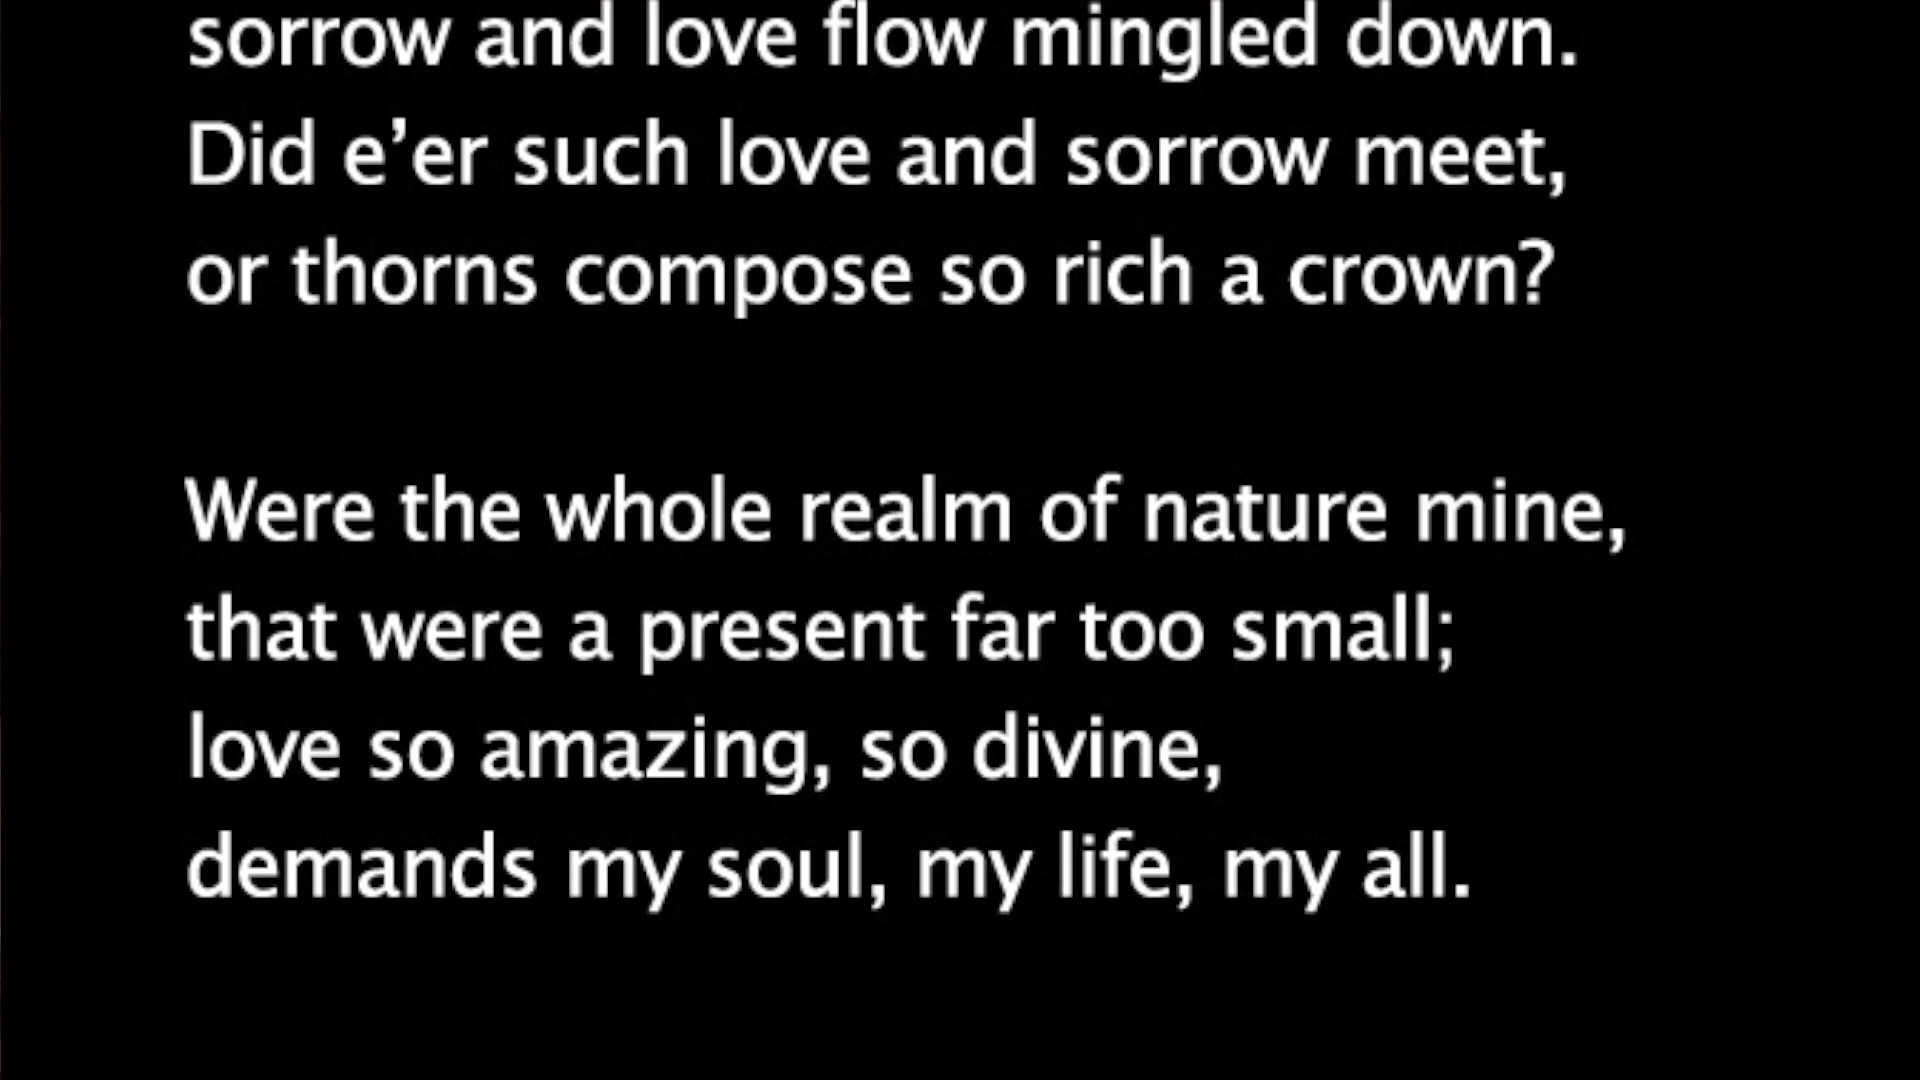 sorrow and love flow mingled down.
Did e’er such love and sorrow meet,
or thorns compose so rich a crown?
Were the whole realm of nature mine,
that were a present far too small;
love so amazing, so divine,
demands my soul, my life, my all.